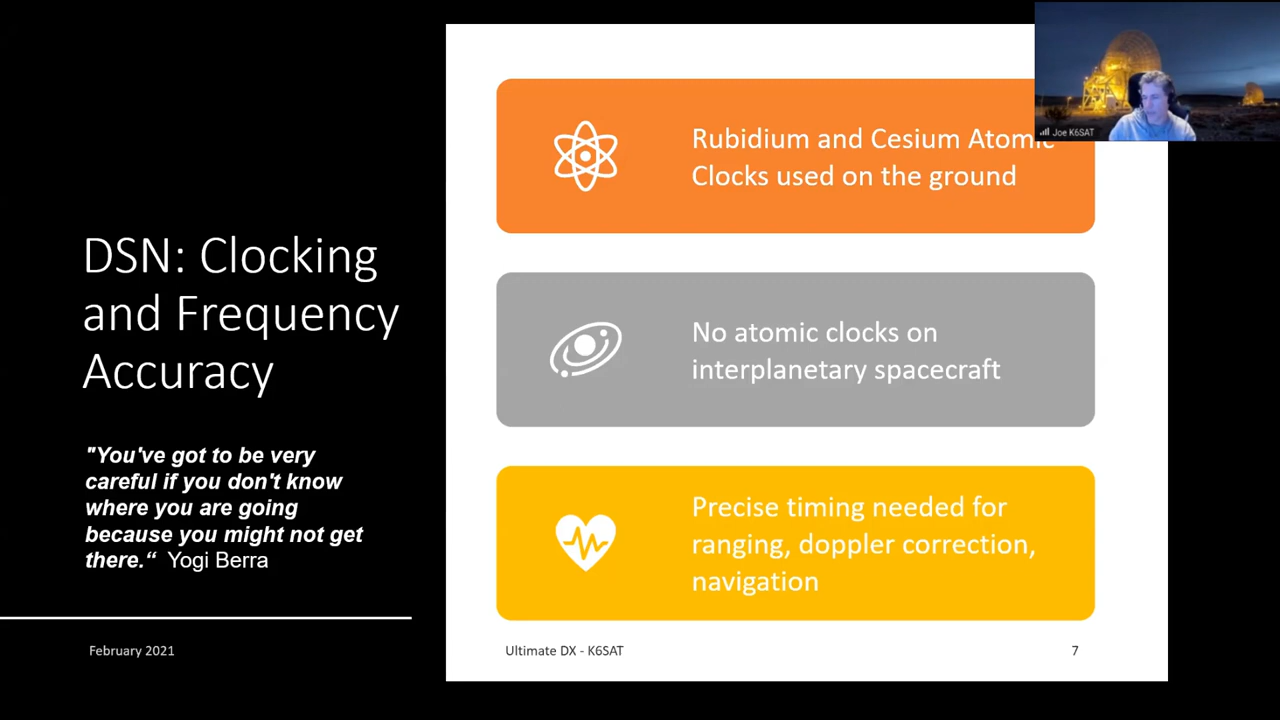 DSN: Clocking
and Frequency
Accuracy
"You've got to be very
careful if you don't know
where you are going
because you might not get
there.“ Yogi Berra
February 2021
Rubidium and Cesium Atomic
Clocks used on the ground
No atomic clocks on
interplanetary spacecraft
Precise timing needed for
ranging, doppler correction,
navigation
Ultimate DX - K6SAT
7
Joe K6SAT